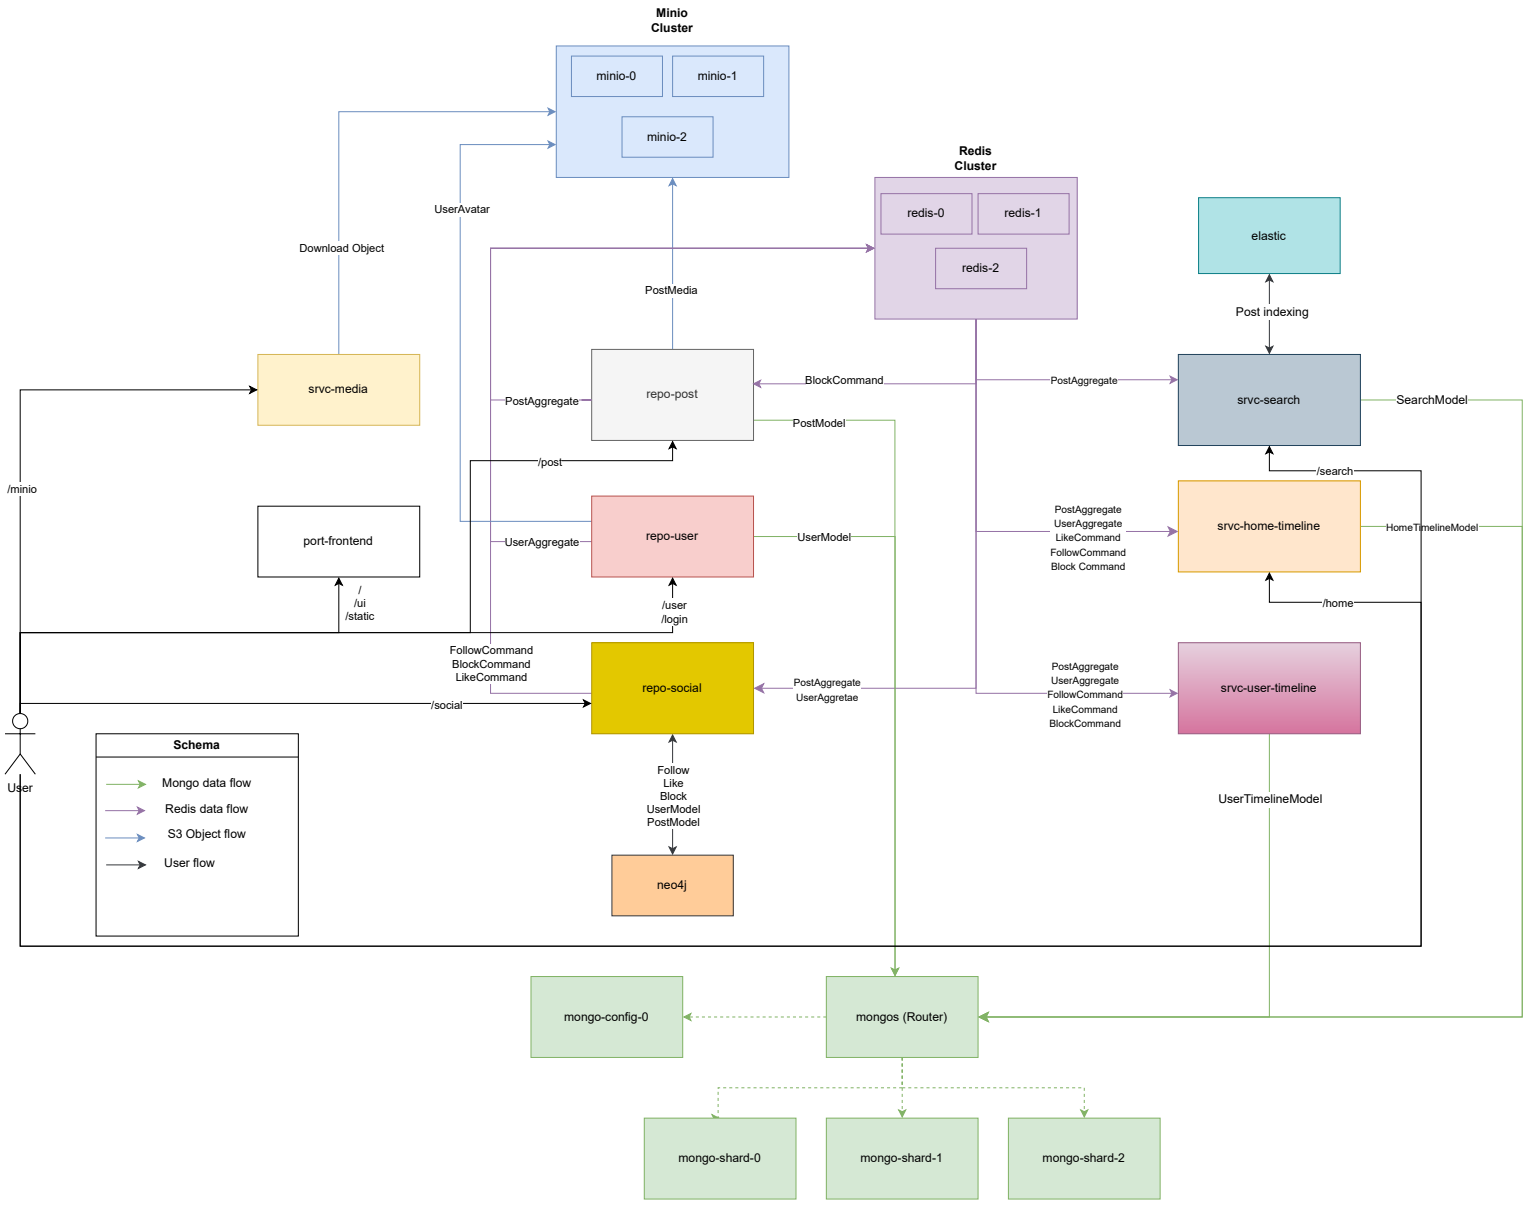 Minio
Cluster
minio-0
minio-1
minio-2
Redis
Cluster
redis-0
redis-1
redis-2
elastic
UserAvatar
Download Object
PostMedia
Post indexing
srvc-media
repo-post
BlockCommand
PostAggregate
srvc-search
SearchModel
PostAggregate
PostModel
/post
/search
/minio
port-frontend
repo-user
UserAggregate
UserModel
PostAggregate
UserAggregate
LikeCommand
FollowCommand
Block Command
srvc-home-timeline
HomeTimelineModel
/
/ui
/static
/user
/login
/home
FollowCommand
BlockCommand
LikeCommand
repo-social
PostAggregate
UserAggretae
PostAggregate
UserAggregate
FollowCommand
LikeCommand
BlockCommand
srvc-user-timeline
/social
User
Schema
Mongo data flow
Redis data flow
S3 Object flow
User flow
Follow
Like
Block
UserModel
PostModel
UserTimelineModel
neo4j
mongo-config-0
mongos (Router)
mongo-shard-0
mongo-shard-1
mongo-shard-2